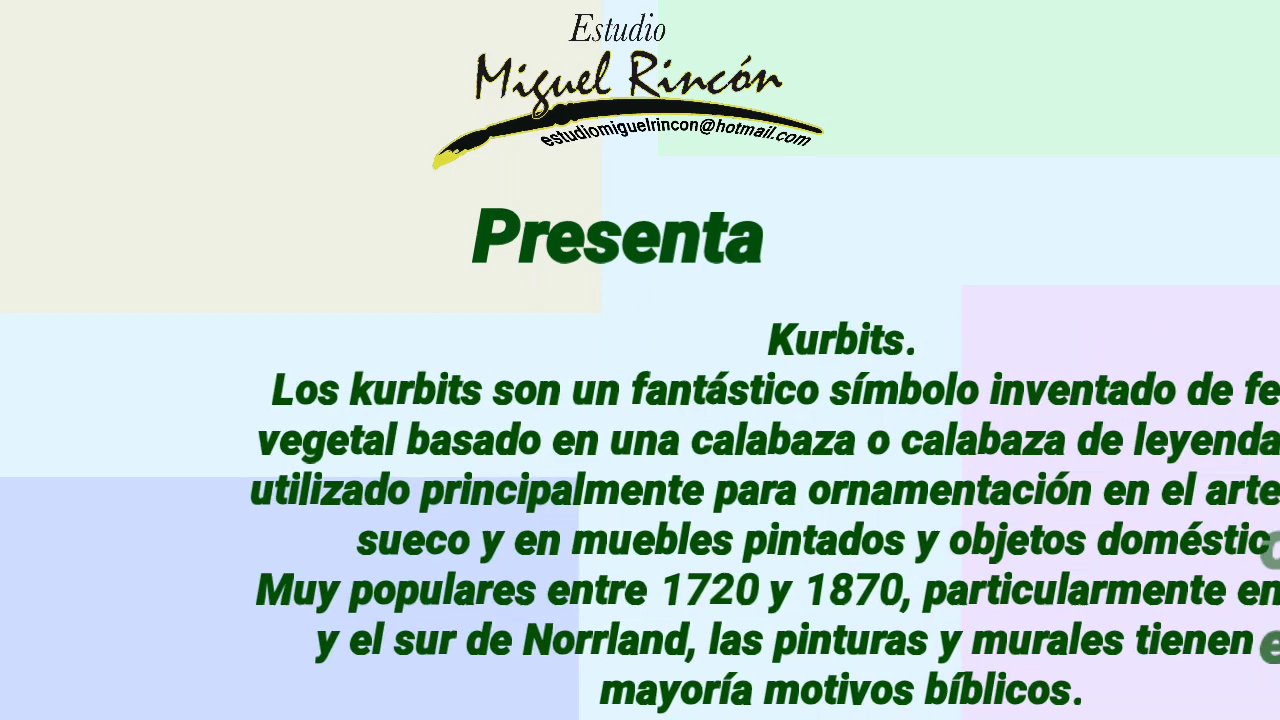 Estudio
Miguel Rincón
estudiomiguelrincon@hotmail.com
Presenta
Kurbits.
Los kurbits son un fantástico símbolo inventado de
vegetal basado en una calabaza o calabaza de leyenda
utilizado principalmente para ornamentación en el arte
sueco y en muebles pintados y objetos
Muy populares entre 1720 y 1870, particularmente en
y el sur de Norrland, las pinturas y murales tienen
mayoría motivos bíblicos.